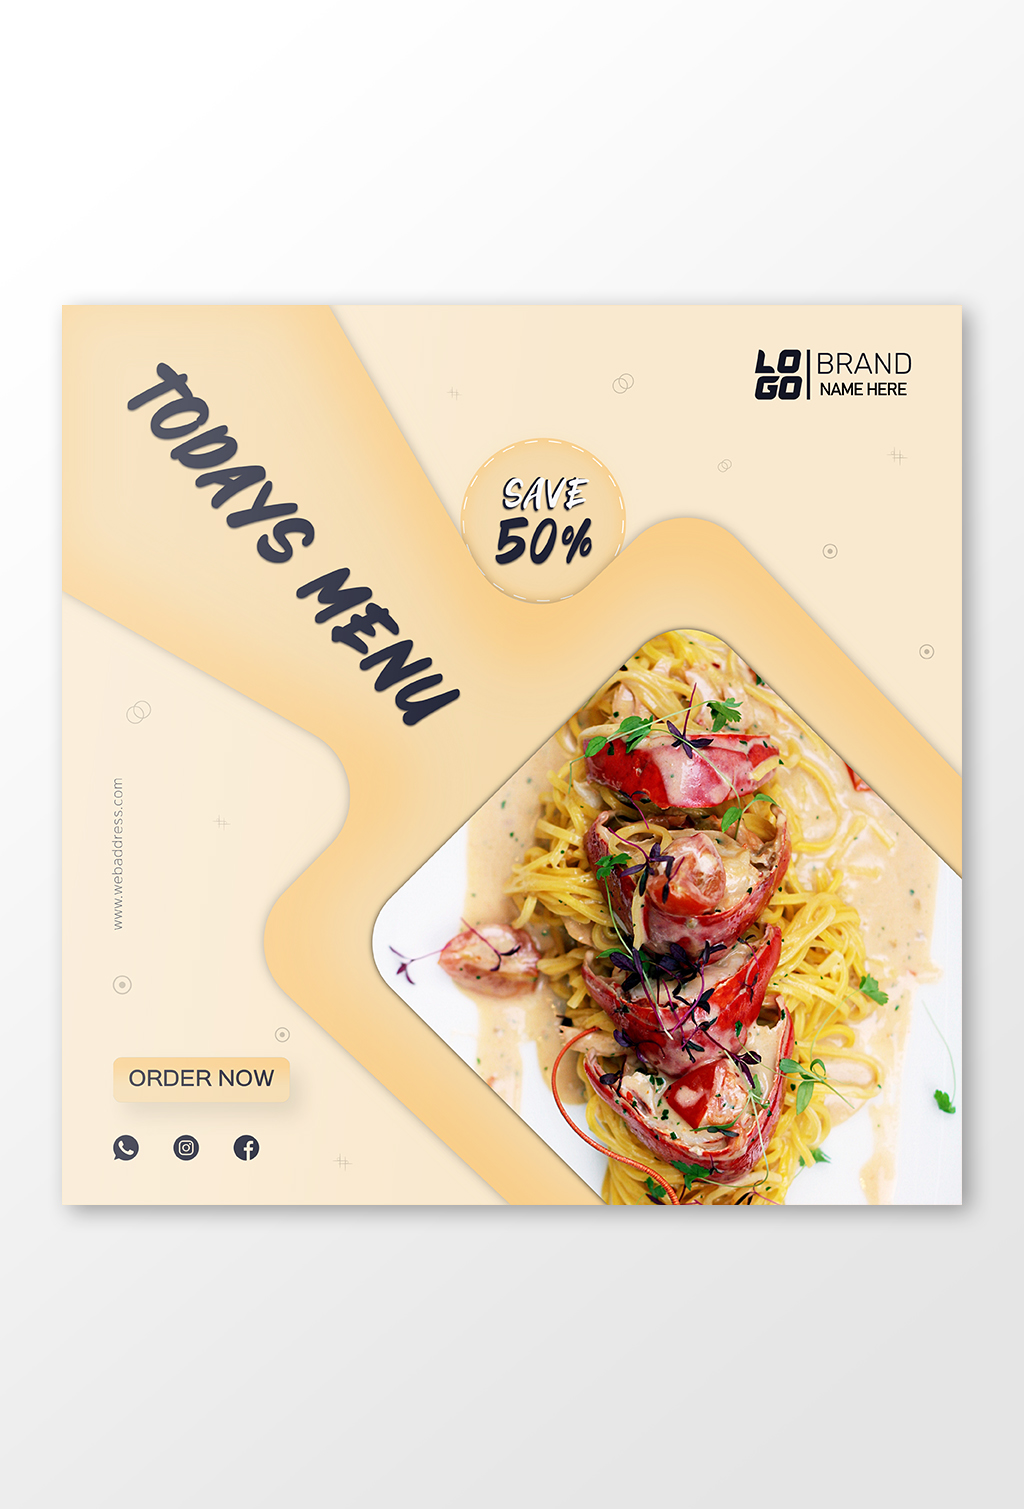 TODAYS MENU
SAVE
50%
LO
GO
BRAND
NAME HERE
www.webaddress.com
ORDER NOW